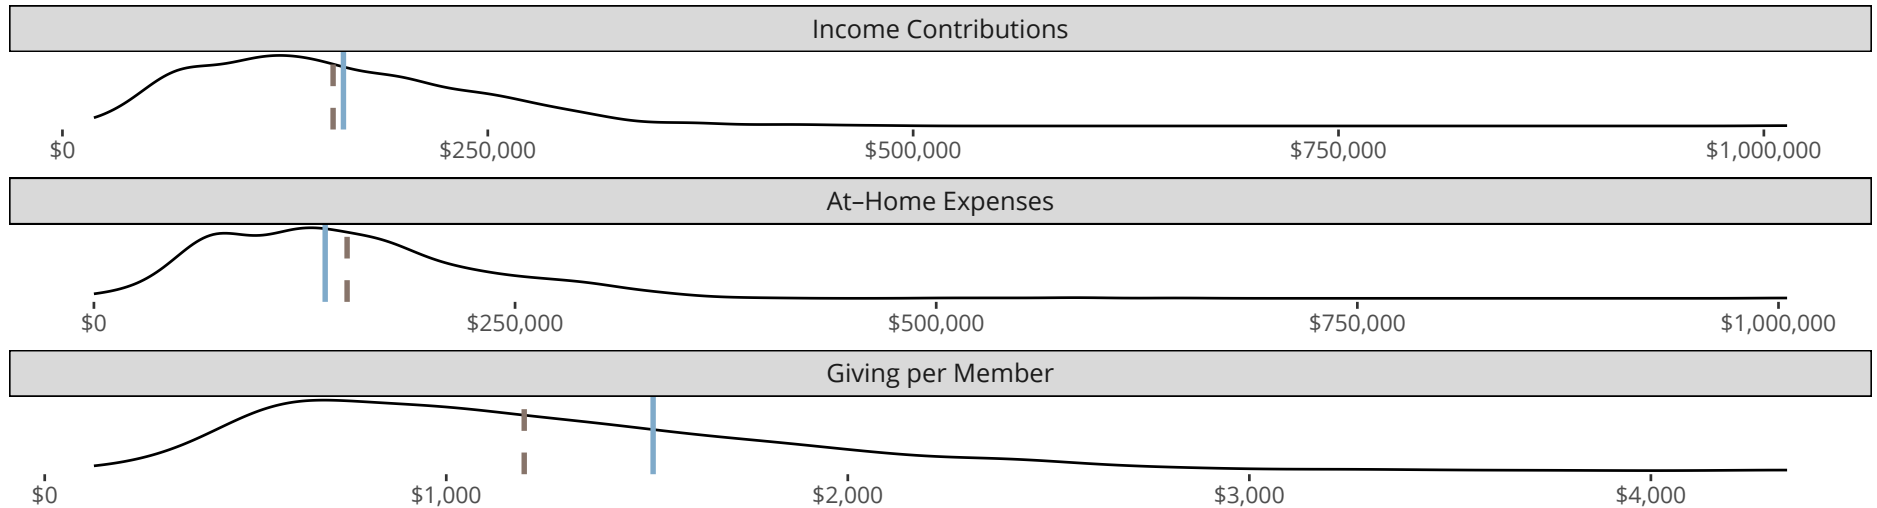 Income Contributions
$0 $250,000 $500,000 $750,000 $1,000,000
At–Home Expenses
$0 $250,000 $500,000 $750,000 $1,000,000
Giving per Member
$0 $1,000 $2,000 $3,000 $4,000